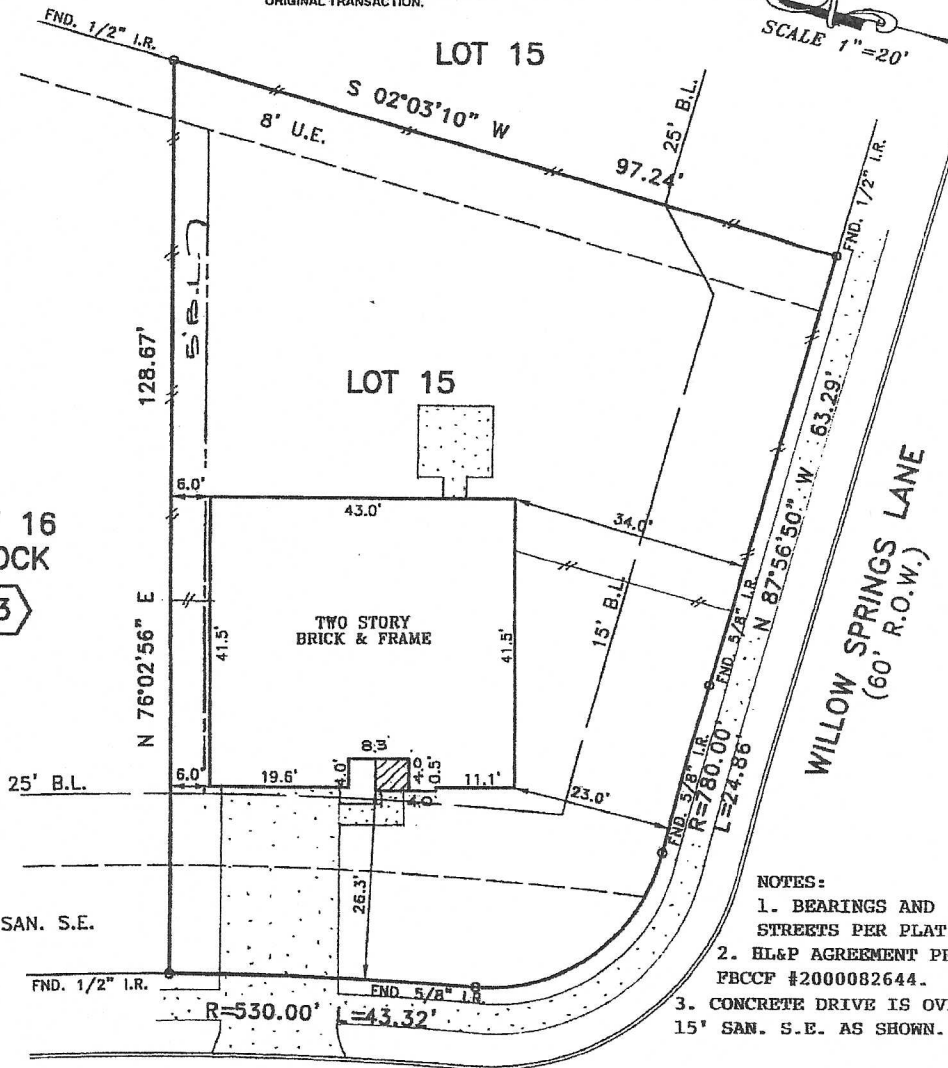 ORIGINAL TRANSACTION.
SCALE 1"=20'
FND. 1/2" I.R.
LOT 15
S 02°03'10" W
97.24'
25' B.L.
8' U.E.
FND. 1/2" I.R.
128.67'
LOT 15
63.29'
6.0'
43.0'
34.0'
16
OCK
3
N 76°02'56" E
TWO STORY
BRICK & FRAME
41.5'
41.5'
15' B.L.
N 87°56'50" W
WILLOW SPRINGS LANE
(60' R.O.W.)
FND. 5/8" I.R.
8.3'
4.0'
4.0
0.5'
4.0
25' B.L.
6.0'
19.6'
11.1'
23.0'
FND. 5/8" I.R.
R=780.00'
L=24.86'
26.3'
SAN. S.E.
FND. 1/2" I.R.
FND. 5/8" I.R.
R=530.00' L=43.32'
NOTES:
1. BEARINGS AND
STREETS PER PLAT
2. HL&P AGREEMENT
FBCCF #2000082644.
3. CONCRETE DRIVE IS
15' SAN. S.E. AS SHOWN.